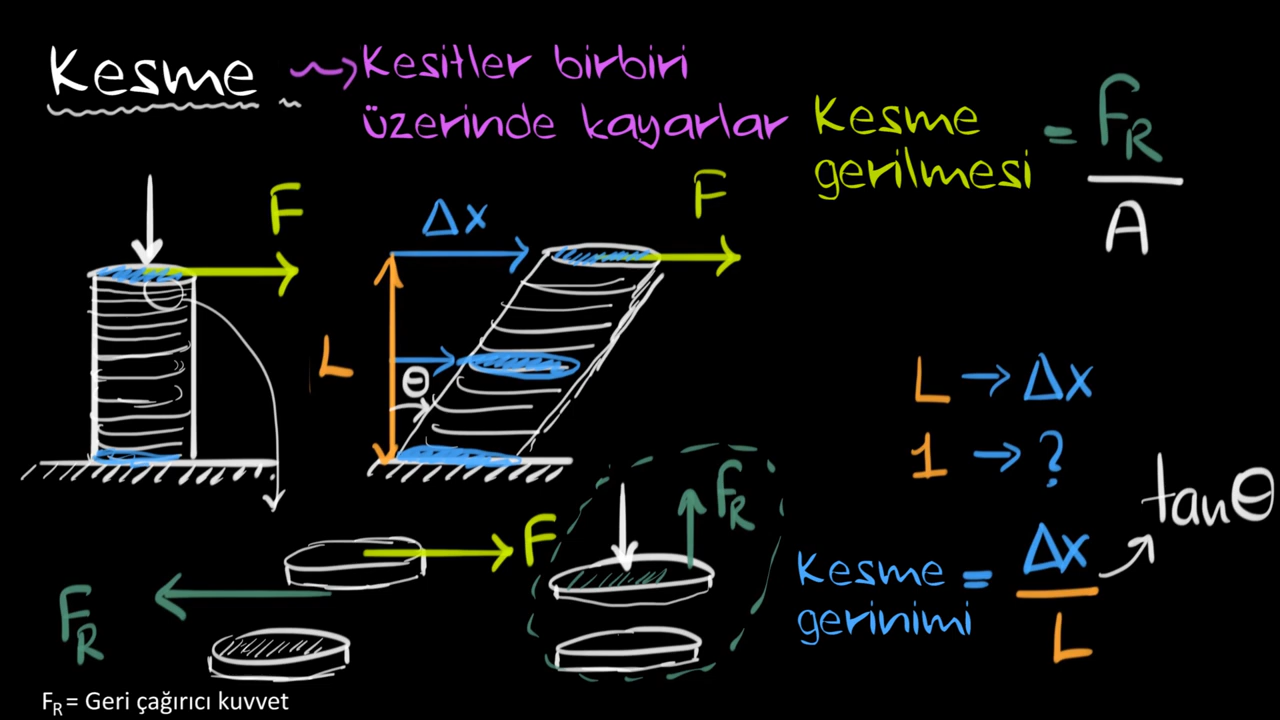 Kesme
Kesitler birbiri
üzerinde kayarlar
Kesme
gerilmesi
= F_R / A
F
Δx
F
L
θ
L → Δx
1 → ?
tanθ
F_R
F
F_R
Kesme
gerinimi
= Δx / L
F_R = Geri çağırıcı kuvvet